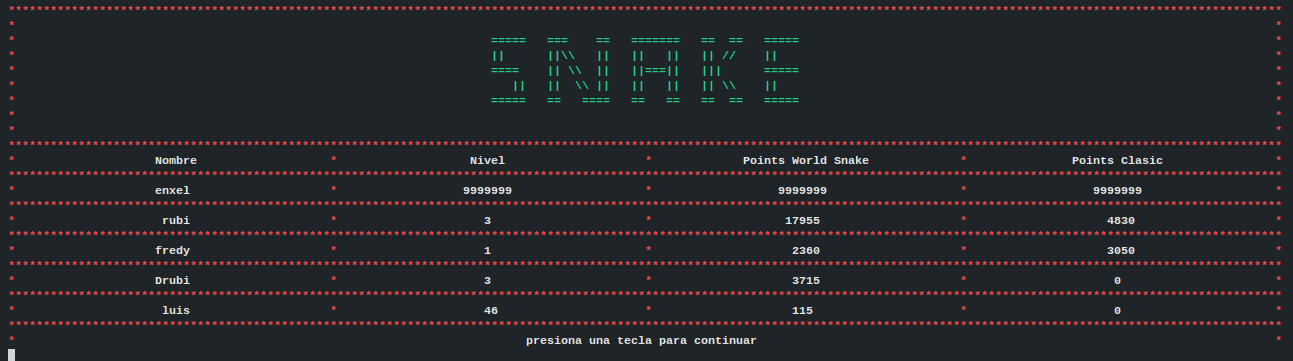 SNAKE
Nombre * Nivel * Points World Snake * Points Clasic
enxel * 9999999 * 9999999 * 9999999
rubi * 3 * 17955 * 4830
fredy * 1 * 2360 * 3050
Drubi * 3 * 3715 * 0
luis * 46 * 115 * 0
presiona una tecla para continuar